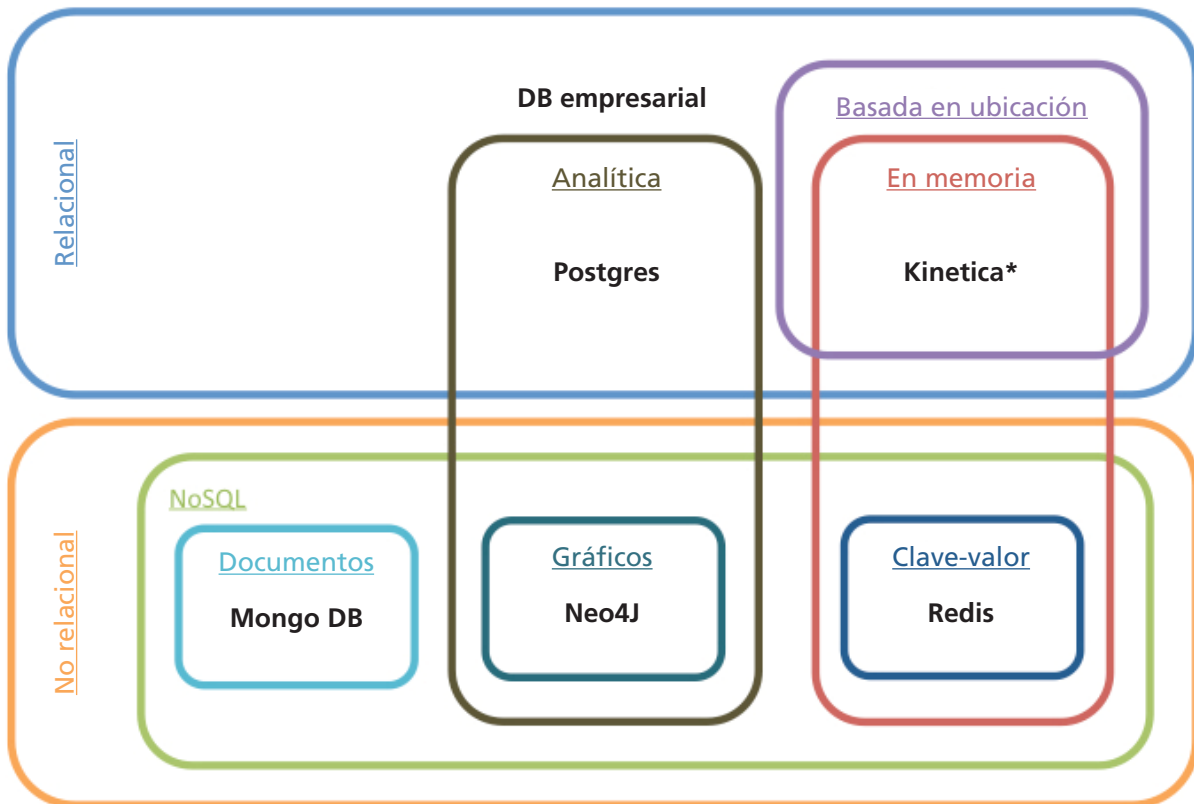 Relacional
DB empresarial
Analítica
Postgres
Basada en ubicación
En memoria
Kinetica*
No relacional
NoSQL
Documentos
Mongo DB
Gráficos
Neo4J
Clave-valor
Redis